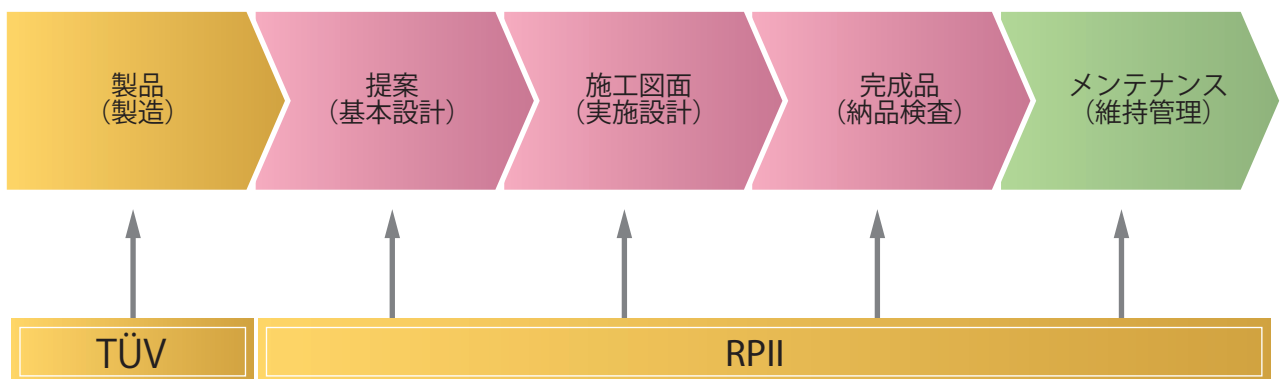 製品
（製造）
提案
（基本設計）
施工図面
（実施設計）
完成品
（納品検査）
メンテナンス
（維持管理）
TÜV
RPII